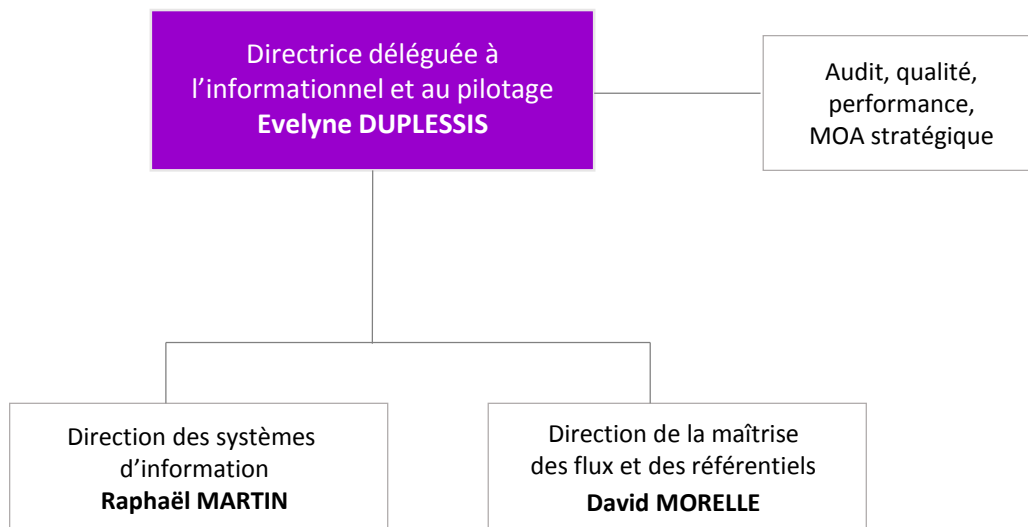 Directrice déléguée à
l’informationnel et au pilotage
Evelyne DUPLESSIS
Audit, qualité,
performance,
MOA stratégique
Direction des systèmes
d’information
Raphaël MARTIN
Direction de la maîtrise
des flux et des référentiels
David MORELLE